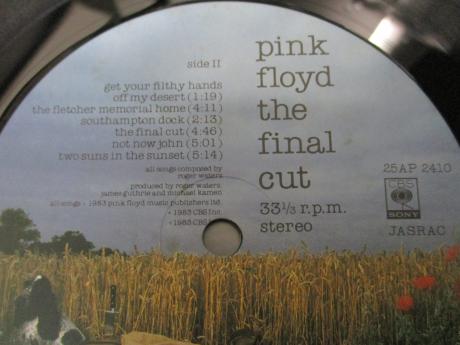 side II
get your filthy hands
off my desert (1:19)
the fletcher memorial home (4:11)
southampton dock (2:13)
the final cut (4:46)
not now john (5:01)
two suns in the sunset (5:14)
all songs composed by
roger waters
produced by roger waters,
james guthrie and michael kamen
all songs © 1983 pink floyd music publishers ltd.
© 1983 CBS Inc.
℗ 1983 CBS
pink
floyd
the
final
cut
33 1/3 r.p.m.
stereo
25AP 2410
CBS
SONY
JASRAC